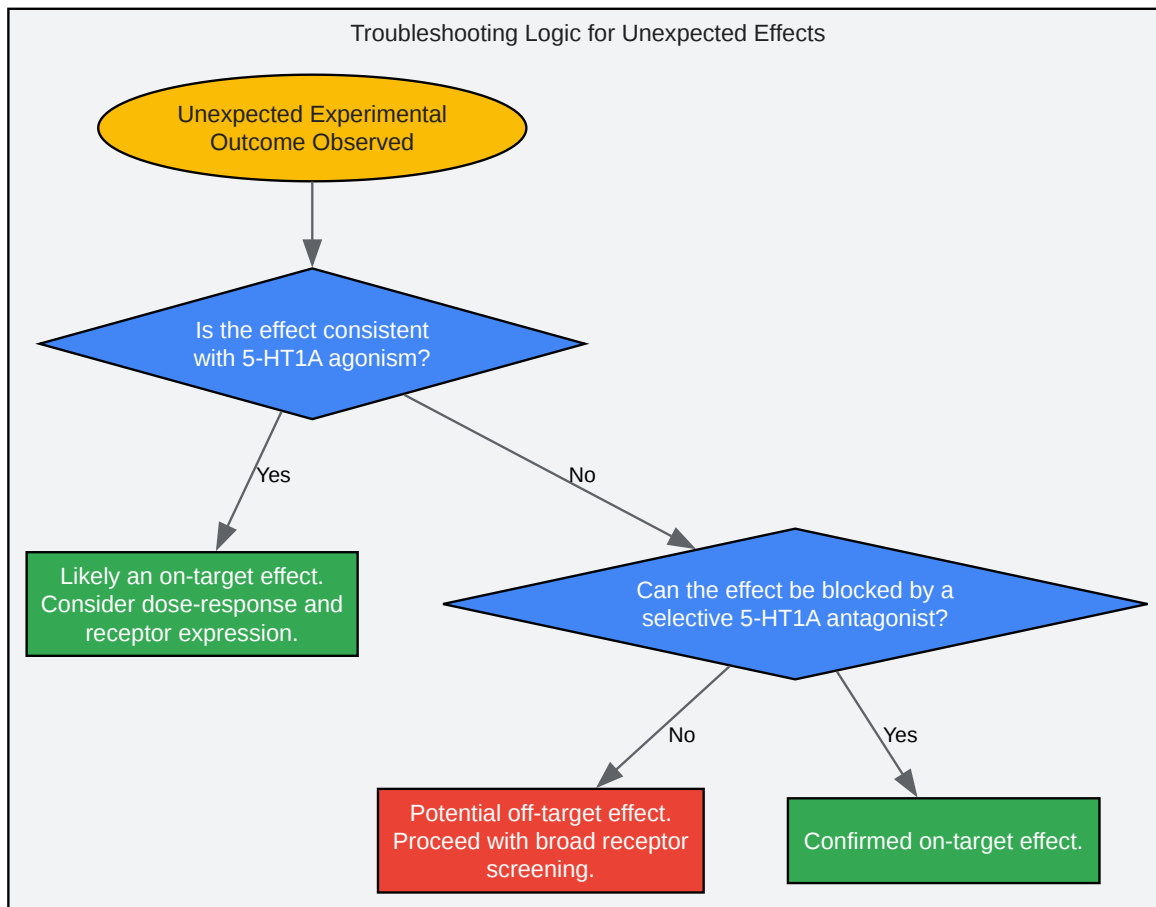 Troubleshooting Logic for Unexpected Effects
Unexpected Experimental
Outcome Observed
Is the effect consistent
with 5-HT1A agonism?
Yes
No
Likely an on-target effect.
Consider dose-response and
receptor expression.
Can the effect be blocked by a
selective 5-HT1A antagonist?
No
Yes
Potential off-target effect.
Proceed with broad receptor
screening.
Confirmed on-target effect.